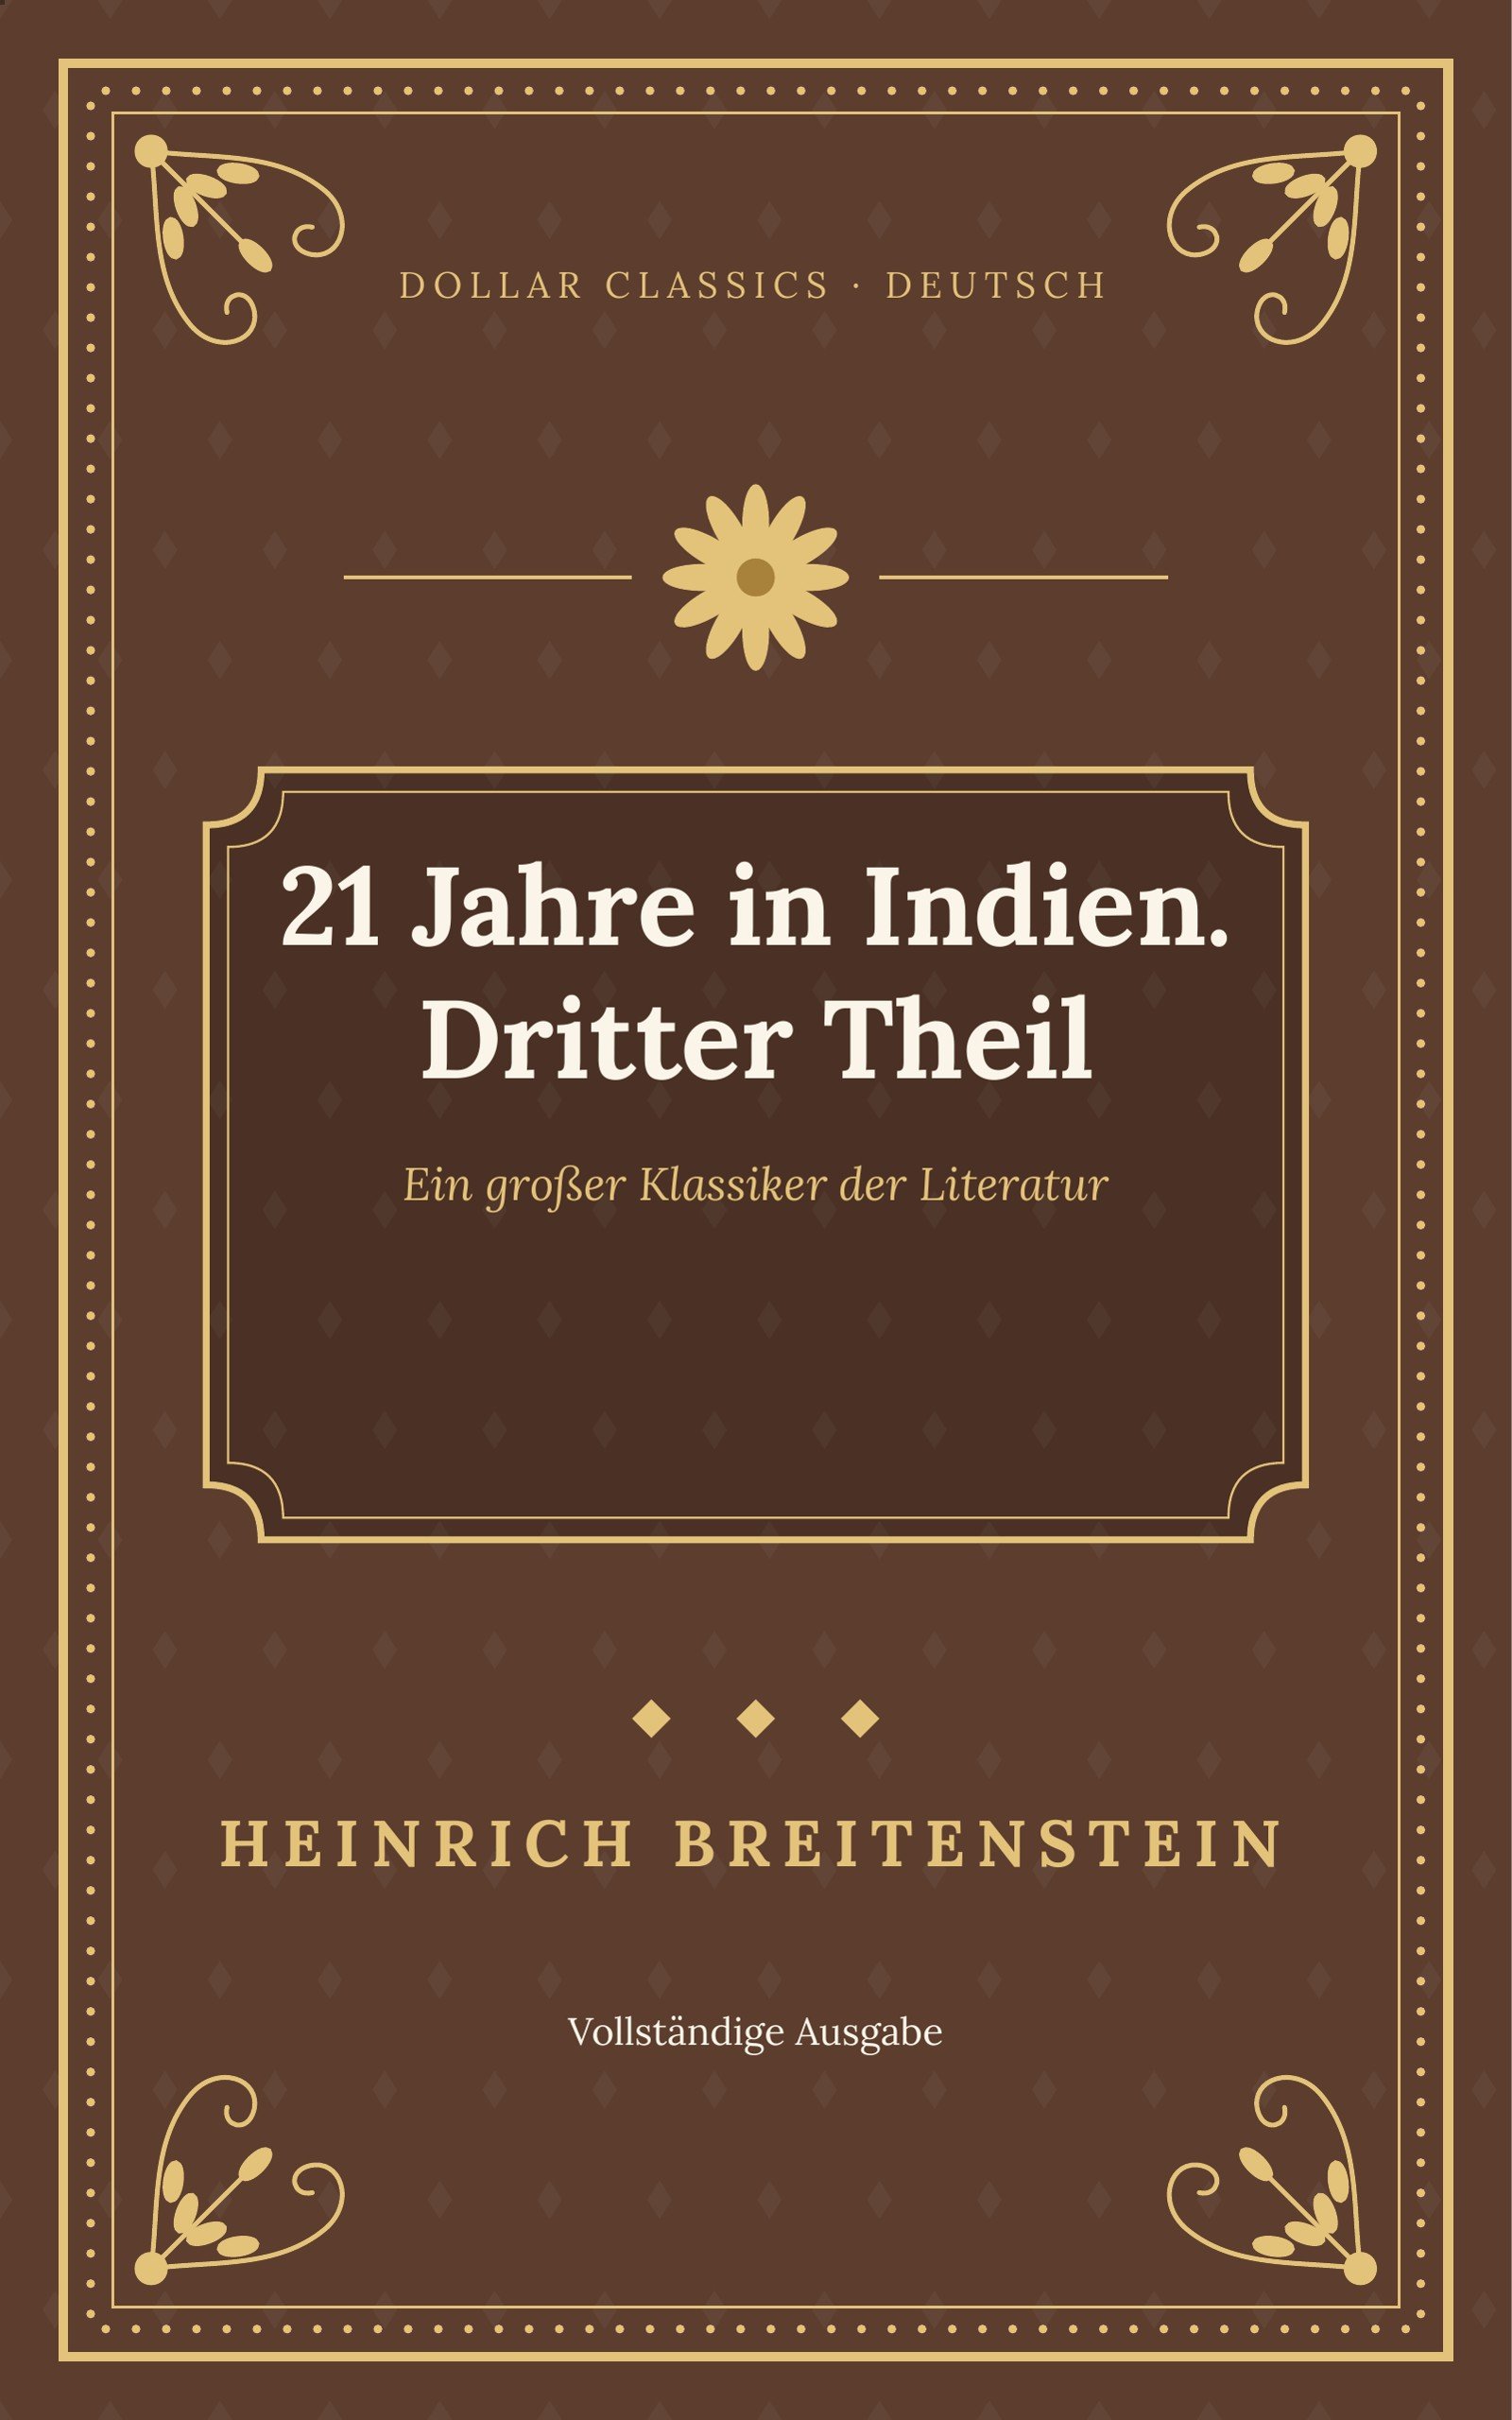 DOLLAR CLASSICS · DEUTSCH
21 Jahre in Indien.
Dritter Theil
Ein großer Klassiker der Literatur
HEINRICH BREITENSTEIN
Vollständige Ausgabe